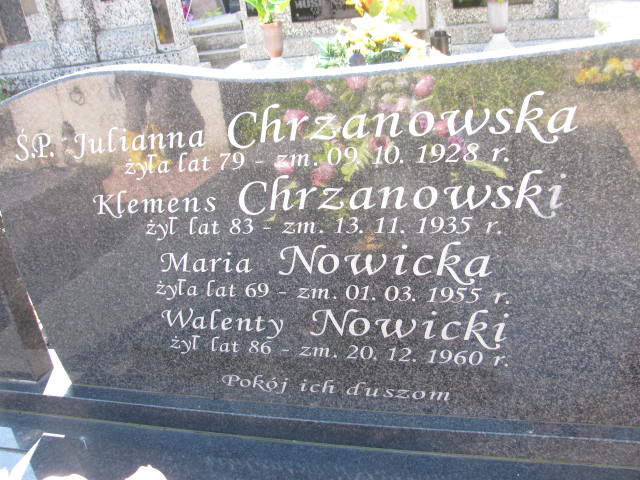 Ś.P. Julianna Chrzanowska
żyła lat 79 - zm. 09. 10. 1928 r.
Klemens Chrzanowski
żył lat 83 - zm. 13. 11. 1935 r.
Maria Nowicka
żyła lat 69 - zm. 01. 03. 1955 r.
Walenty Nowicki
żył lat 86 - zm. 20. 12. 1960 r.
Pokój ich duszom